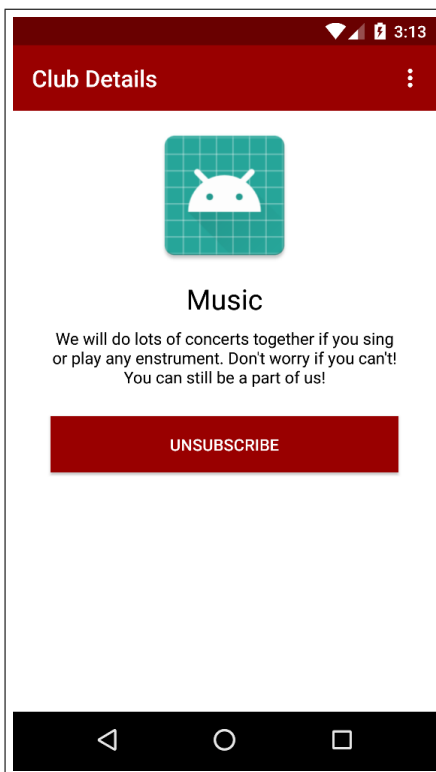 3:13
Club Details
Music
We will do lots of concerts together if you sing
or play any enstrument. Don't worry if you can't!
You can still be a part of us!
UNSUBSCRIBE